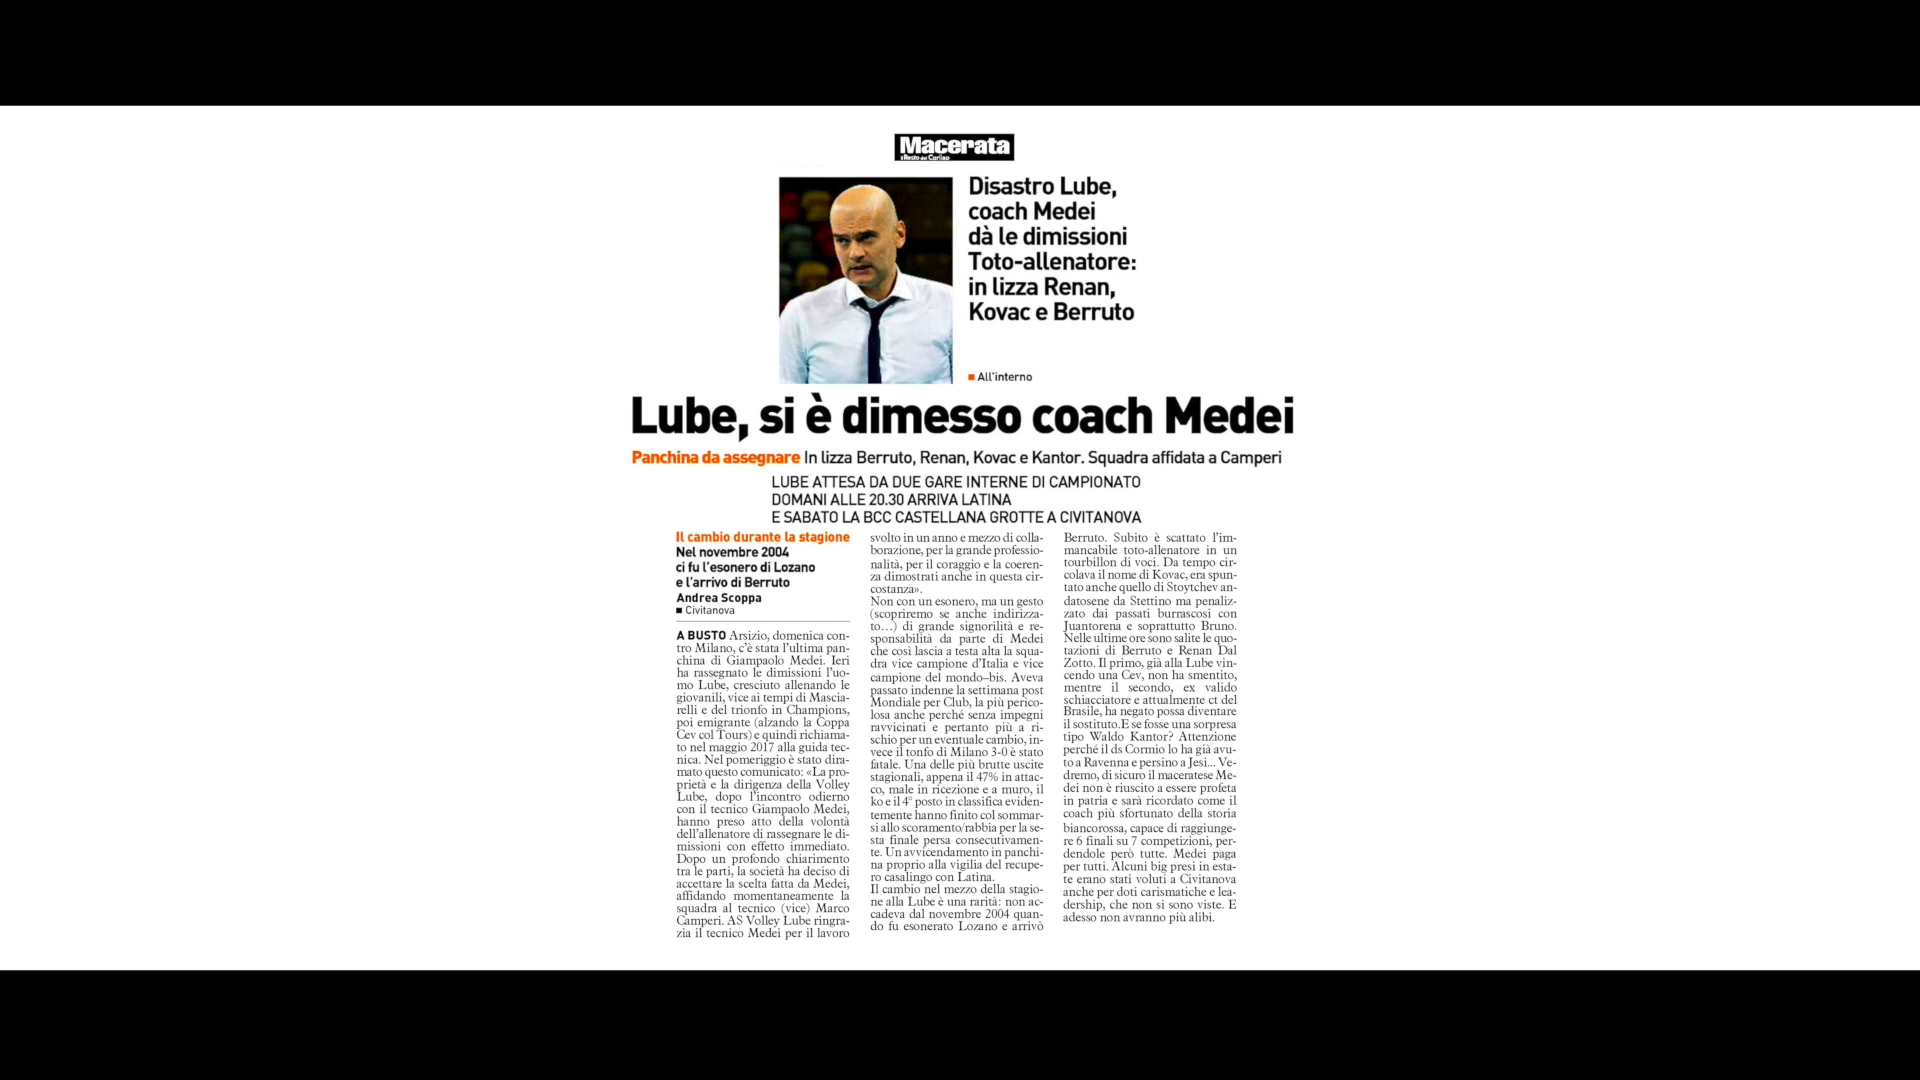 Macerata
il Resto del Carlino
Disastro Lube,
coach Medei
dà le dimissioni
Toto-allenatore:
in lizza Renan,
Kovac e Berruto
All'interno
Lube, si è dimesso coach Medei
Panchina da assegnare In lizza Berruto, Renan, Kovac e Kantor. Squadra affidata a Camperi
LUBE ATTESA DA DUE GARE INTERNE DI CAMPIONATO
DOMANI ALLE 20.30 ARRIVA LATINA
E SABATO LA BCC CASTELLANA GROTTE A CIVITANOVA
Il cambio durante la stagione
Nel novembre 2004
ci fu l'esonero di Lozano
e l'arrivo di Berruto
Andrea Scoppa
Civitanova
A BUSTO Arsizio, domenica con-
tro Milano, c'è stata l'ultima pan-
china di Giampaolo Medei. Ieri
ha rassegnato le dimissioni l'uo-
mo Lube, cresciuto allenando le
giovanili, vice ai tempi di Mascia-
relli e del trionfo in Champions,
poi emigrante (alzando la Coppa
Cev col Tours) e quindi richiama-
to nel maggio 2017 alla guida tec-
nica. Nel pomeriggio è stato dira-
mato questo comunicato: «La pro-
prietà e la dirigenza della Volley
Lube, dopo l'incontro odierno
con il tecnico Giampaolo Medei,
hanno preso atto della volontà
dell'allenatore di rassegnare le di-
missioni con effetto immediato.
Dopo un profondo chiarimento
tra le parti, la società ha deciso di
accettare la scelta fatta da Medei,
affidando momentaneamente la
squadra al tecnico (vice) Marco
Camperi. AS Volley Lube ringra-
zia il tecnico Medei per il lavoro
svolto in un anno e mezzo di colla-
borazione, per la grande professio-
nalità, per il coraggio e la coeren-
za dimostrati anche in questa cir-
costanza».
Non con un esonero, ma un gesto
(scopriremo se anche indirizza-
to...) di grande signorilità e re-
sponsabilità da parte di Medei
che così lascia a testa alta la squa-
dra vice campione d'Italia e vice
campione del mondo–bis. Aveva
passato indenne la settimana post
Mondiale per Club, la più perico-
losa anche perché senza impegni
ravvicinati e pertanto più a ri-
schio per un eventuale cambio, in-
vece il tonfo di Milano 3-0 è stato
fatale. Una delle più brutte uscite
stagionali, appena il 47% in attac-
co, male in ricezione e a muro, il
ko e il 4° posto in classifica eviden-
temente hanno finito col sommar-
si allo scoramento/rabbia per la se-
sta finale persa consecutivamen-
te. Un avvicendamento in panchi-
na proprio alla vigilia del recupe-
ro casalingo con Latina.
Il cambio nel mezzo della stagio-
ne alla Lube è una rarità: non ac-
cadeva dal novembre 2004 quan-
do fu esonerato Lozano e arrivò
Berruto. Subito è scattato l'im-
mancabile toto-allenatore in un
tourbillon di voci. Da tempo cir-
colava il nome di Kovac, era spun-
tato anche quello di Stoytchev an-
datosene da Stettino ma penaliz-
zato dai passati burrascosi con
Juantorena e soprattutto Bruno.
Nelle ultime ore sono salite le quo-
tazioni di Berruto e Renan Dal
Zotto. Il primo, già alla Lube vin-
cendo una Cev, non ha smentito,
mentre il secondo, ex valido
schiacciatore e attualmente ct del
Brasile, ha negato possa diventare
il sostituto.E se fosse una sorpresa
tipo Waldo Kantor? Attenzione
perché il ds Cormio lo ha già avu-
to a Ravenna e persino a Jesi... Ve-
dremo, di sicuro il maceratese Me-
dei non è riuscito a essere profeta
in patria e sarà ricordato come il
coach più sfortunato della storia
biancorossa, capace di raggiunge-
re 6 finali su 7 competizioni, per-
dendole però tutte. Medei paga
per tutti. Alcuni big presi in esta-
te erano stati voluti a Civitanova
anche per doti carismatiche e lea-
dership, che non si sono viste. E
adesso non avranno più alibi.